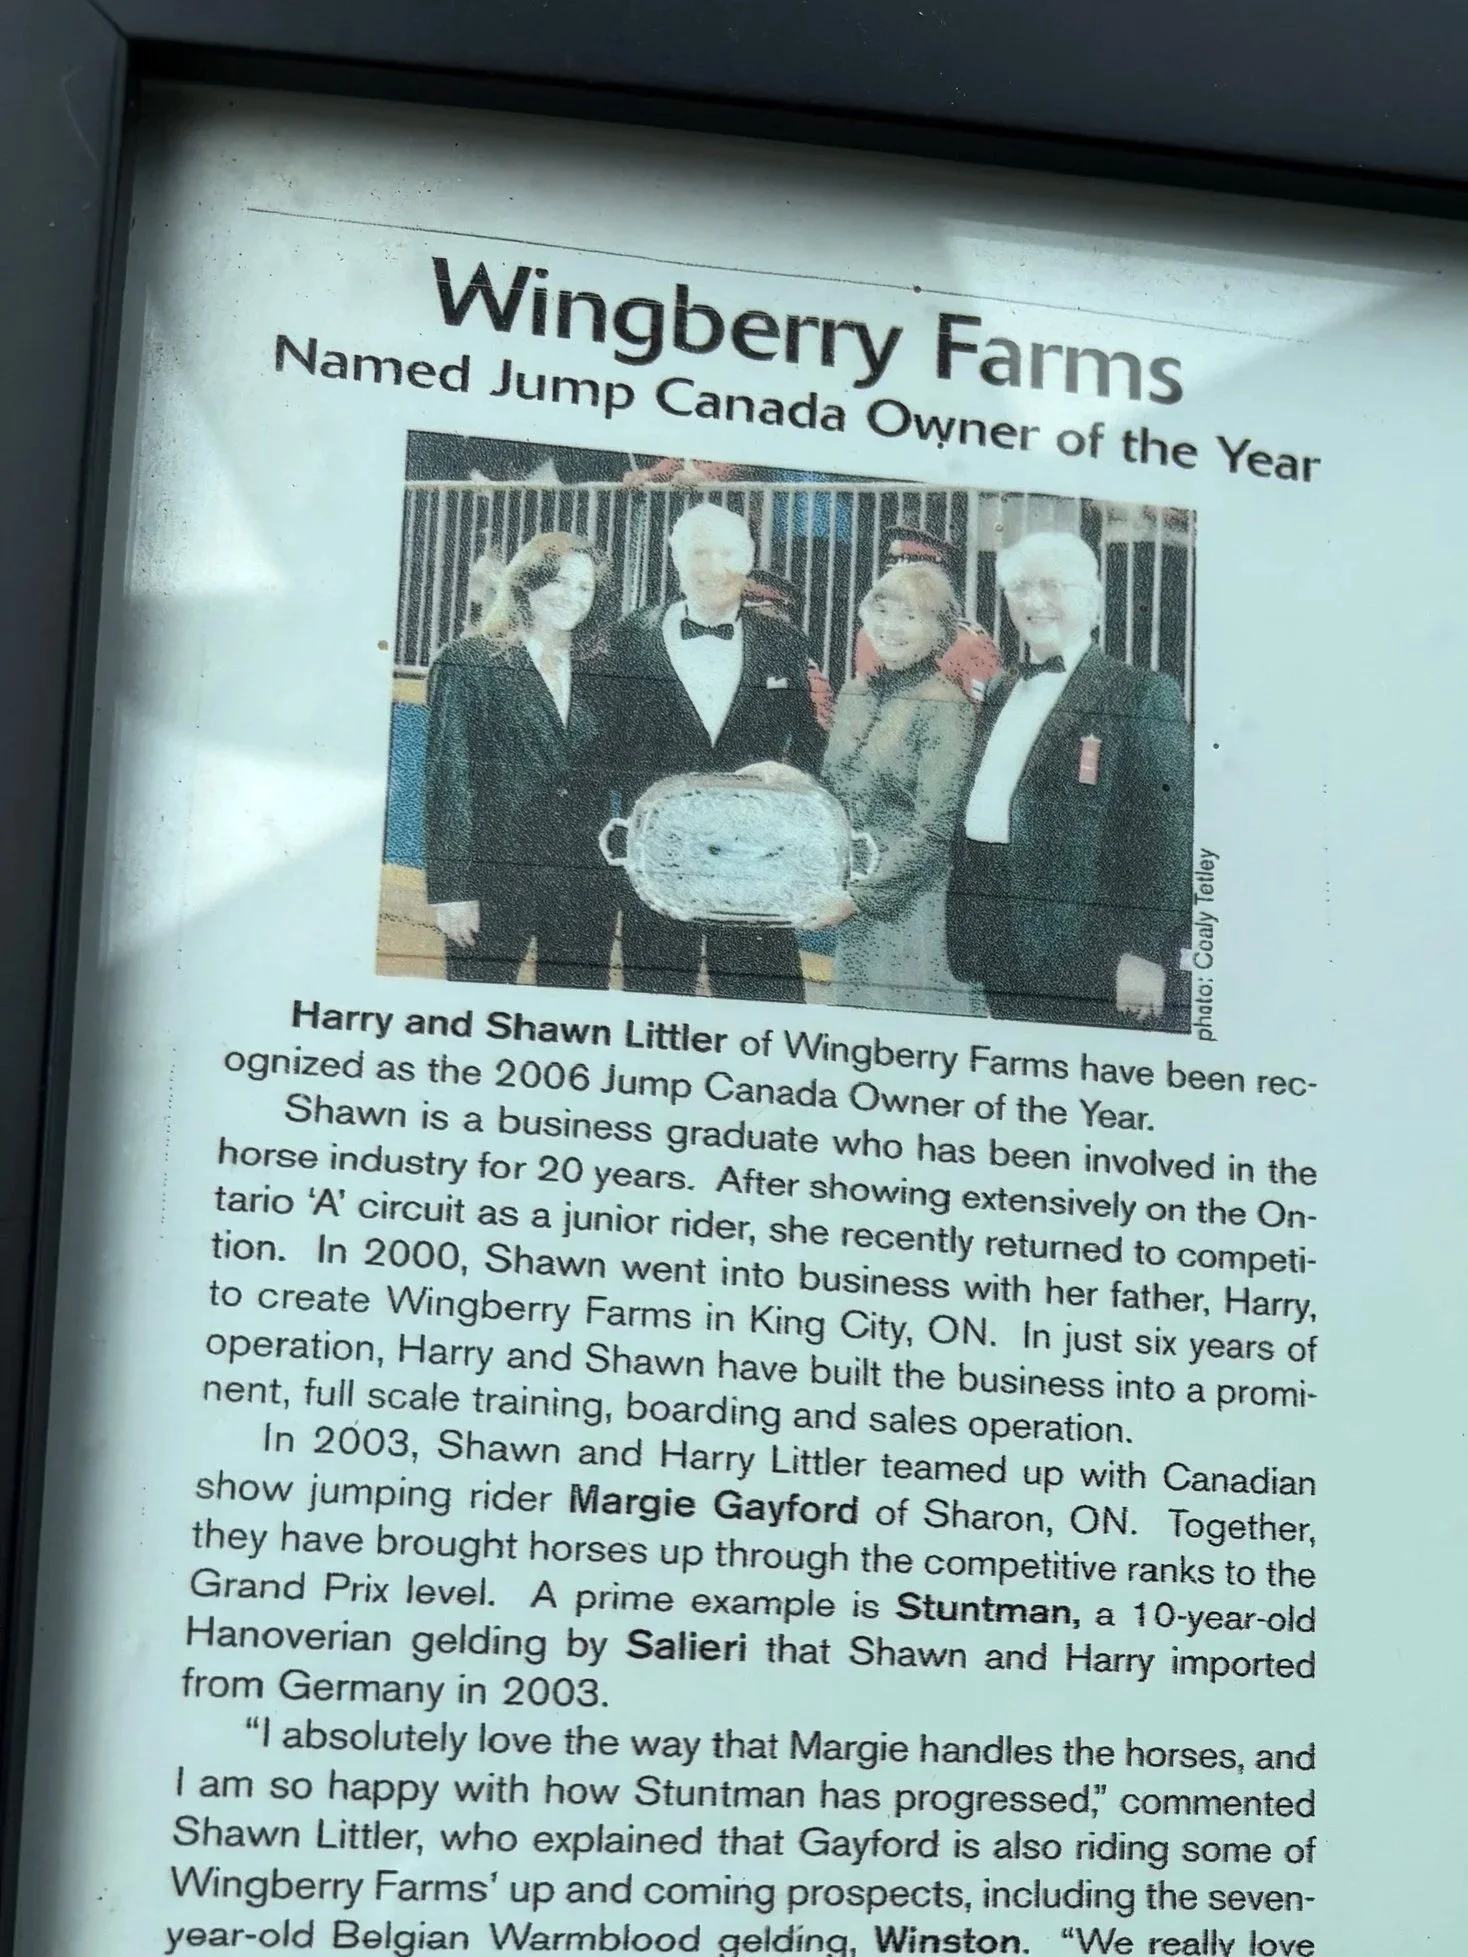 Wingberry Farms
Named Jump Canada Owner of the Year
photo: Coaly Tetley
Harry and Shawn Littler of Wingberry Farms have been rec-
ognized as the 2006 Jump Canada Owner of the Year.
Shawn is a business graduate who has been involved in the
horse industry for 20 years. After showing extensively on the On-
tario ‘A’ circuit as a junior rider, she recently returned to competi-
tion. In 2000, Shawn went into business with her father, Harry,
to create Wingberry Farms in King City, ON. In just six years of
operation, Harry and Shawn have built the business into a promi-
nent, full scale training, boarding and sales operation.
In 2003, Shawn and Harry Littler teamed up with Canadian
show jumping rider Margie Gayford of Sharon, ON. Together,
they have brought horses up through the competitive ranks to the
Grand Prix level. A prime example is Stuntman, a 10-year-old
Hanoverian gelding by Salieri that Shawn and Harry imported
from Germany in 2003.
“I absolutely love the way that Margie handles the horses, and
I am so happy with how Stuntman has progressed,” commented
Shawn Littler, who explained that Gayford is also riding some of
Wingberry Farms’ up and coming prospects, including the seven-
year-old Belgian Warmblood gelding, Winston. “We really love